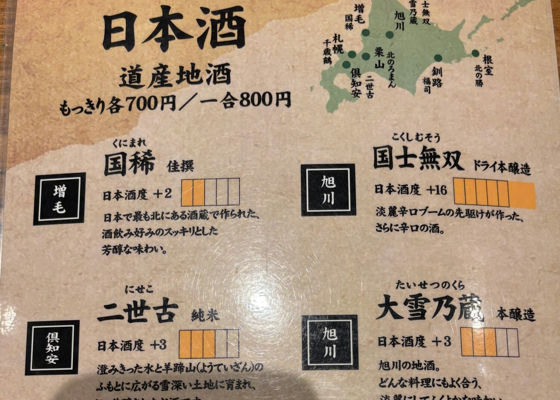 日本酒
道産地酒
もっきり各700円／一合800円
増毛
国稀
旭川
大雪乃蔵
国士無双
札幌
千歳鶴
栗山
北のろまん
倶知安
二世古
釧路
福司
根室
北の勝
くにまれ
国稀 佳撰
増毛
日本酒度 +2
日本で最も北にある酒蔵で作られた、
酒飲み好みのスッキリとした
芳醇な味わい。
こくしむそう
国士無双 ドライ本醸造
旭川
日本酒度 +16
淡麗辛口ブームの先駆けが作った、
さらに辛口の酒。
にせこ
二世古 純米
倶知安
日本酒度 +3
澄みきった水と羊蹄山(ようていざん)の
ふもとに広がる雪深い土地に育まれ、
たいせつのくら
大雪乃蔵 本醸造
旭川
日本酒度 +3
旭川の地酒。
どんな料理にもよく合う、